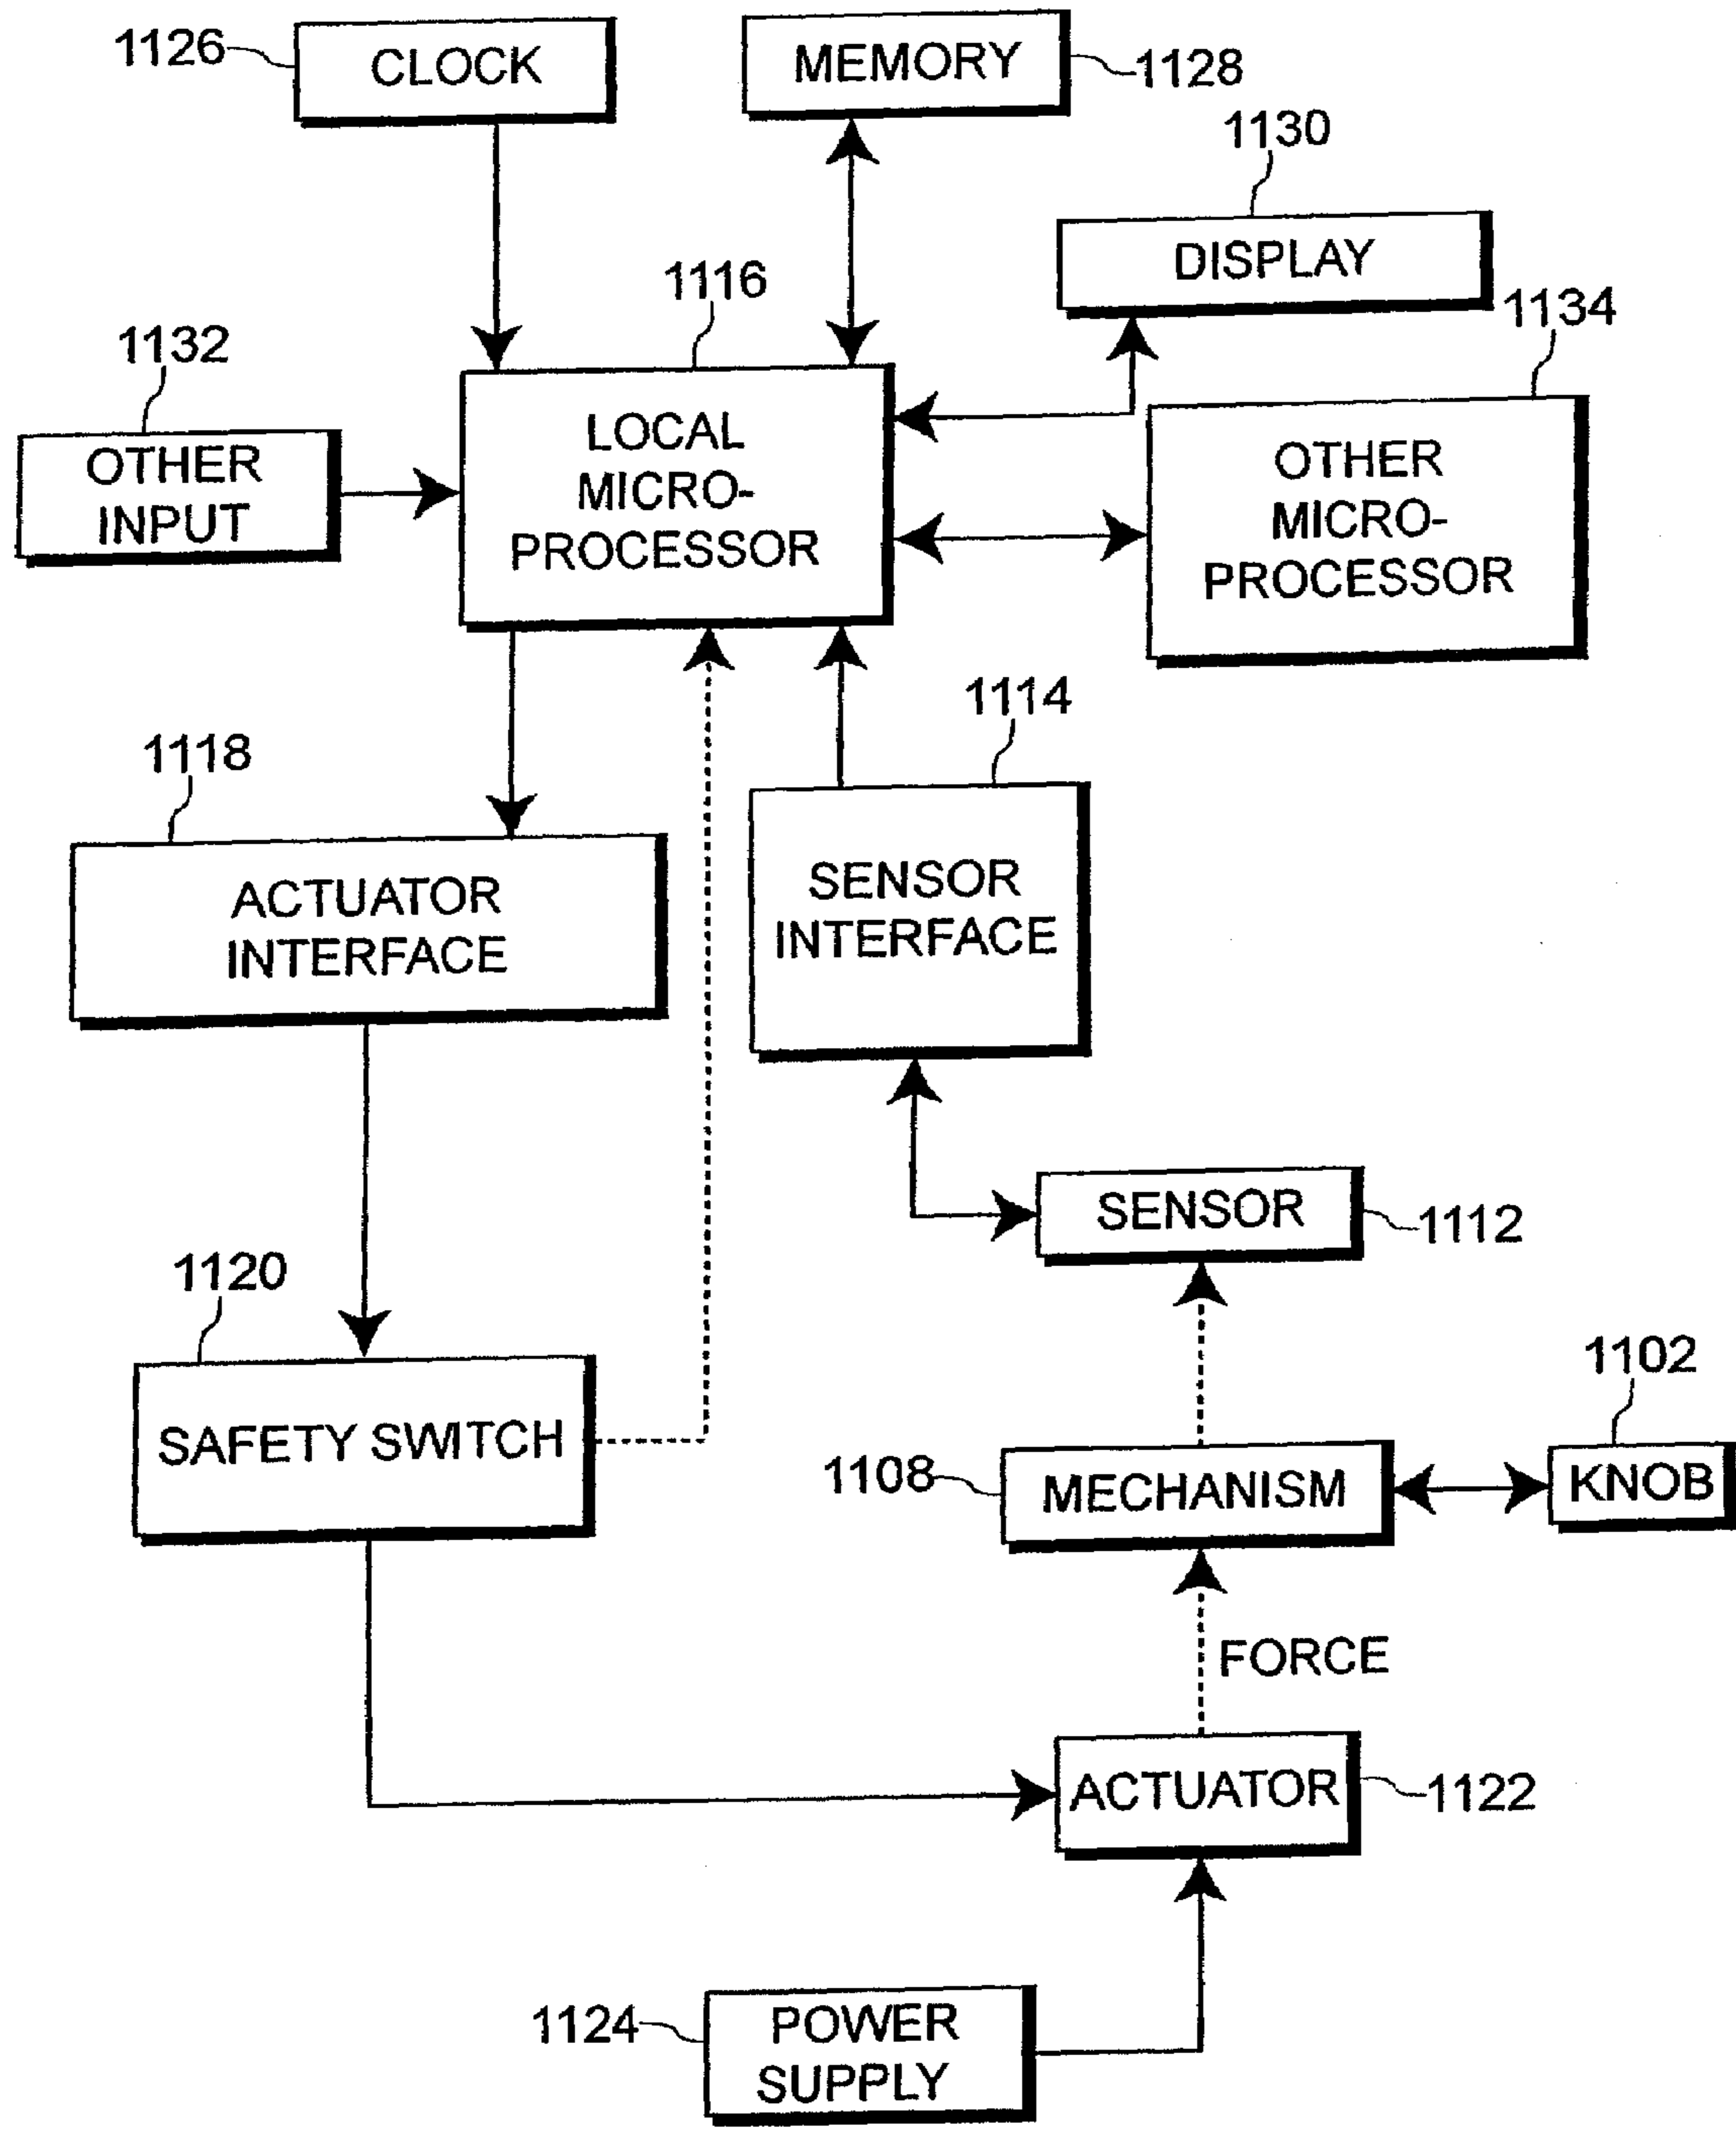 1126
CLOCK
MEMORY
1128
1130
DISPLAY
1116
1134
1132
OTHER
INPUT
LOCAL
MICRO-
PROCESSOR
OTHER
MICRO-
PROCESSOR
1114
1118
ACTUATOR
INTERFACE
SENSOR
INTERFACE
SENSOR
1112
1120
SAFETY SWITCH
1102
1108
MECHANISM
KNOB
FORCE
ACTUATOR
1122
1124
POWER
SUPPLY